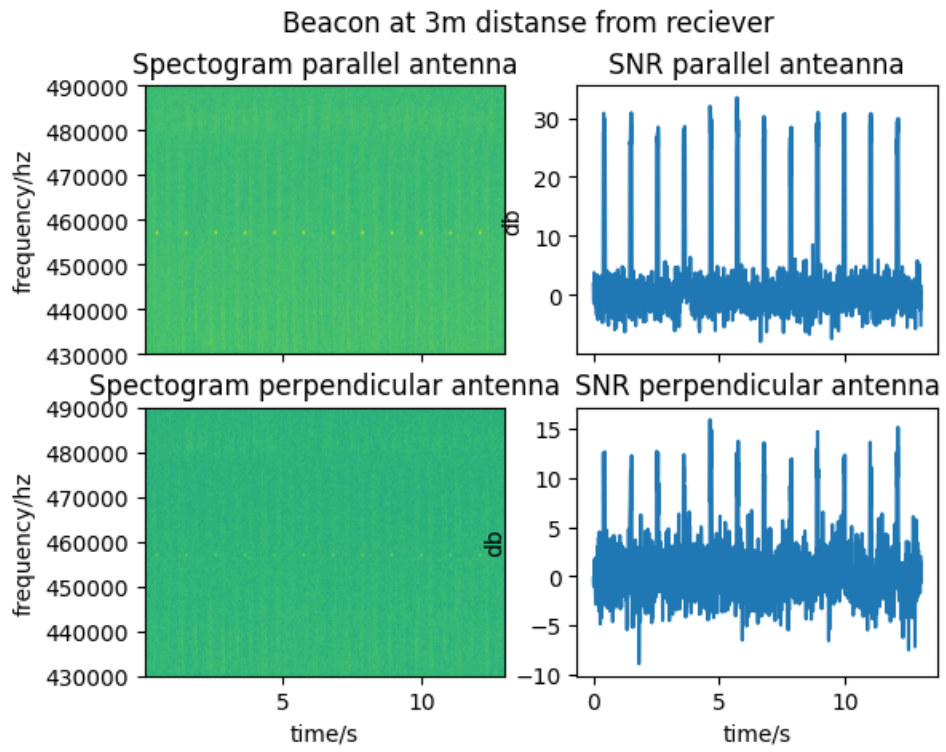 Beacon at 3m distanse from reciever
Spectogram parallel antenna
SNR parallel anteanna
490000
480000
470000
460000
450000
440000
430000
frequency/hz
5
10
30
20
10
0
db
Spectogram perpendicular antenna
SNR perpendicular antenna
490000
480000
470000
460000
450000
440000
430000
frequency/hz
5
10
time/s
15
10
5
0
−5
−10
db
0
5
10
time/s